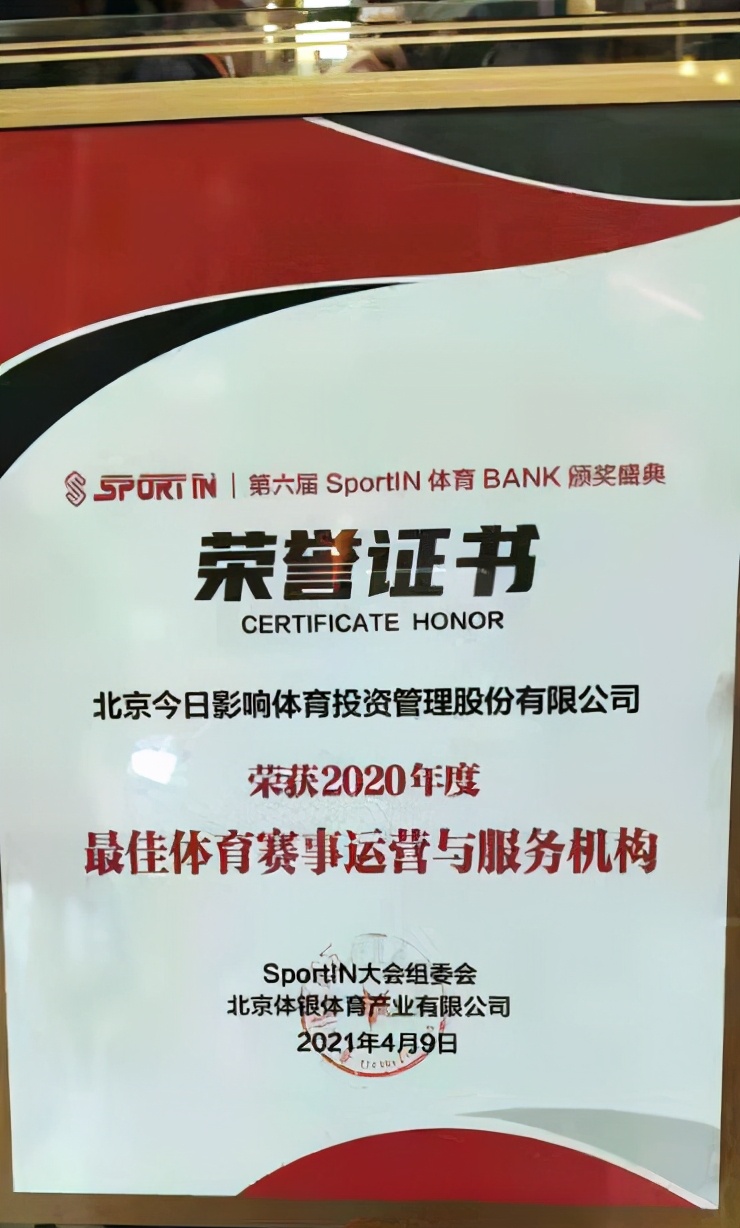 SPORT IN | 第六届 SportIN 体育 BANK 颁奖盛典
荣誉证书
CERTIFICATE HONOR
北京今日影响体育投资管理股份有限公司
荣获2020年度
最佳体育赛事运营与服务机构
SportIN大会组委会
北京体银体育产业有限公司
2021年4月9日